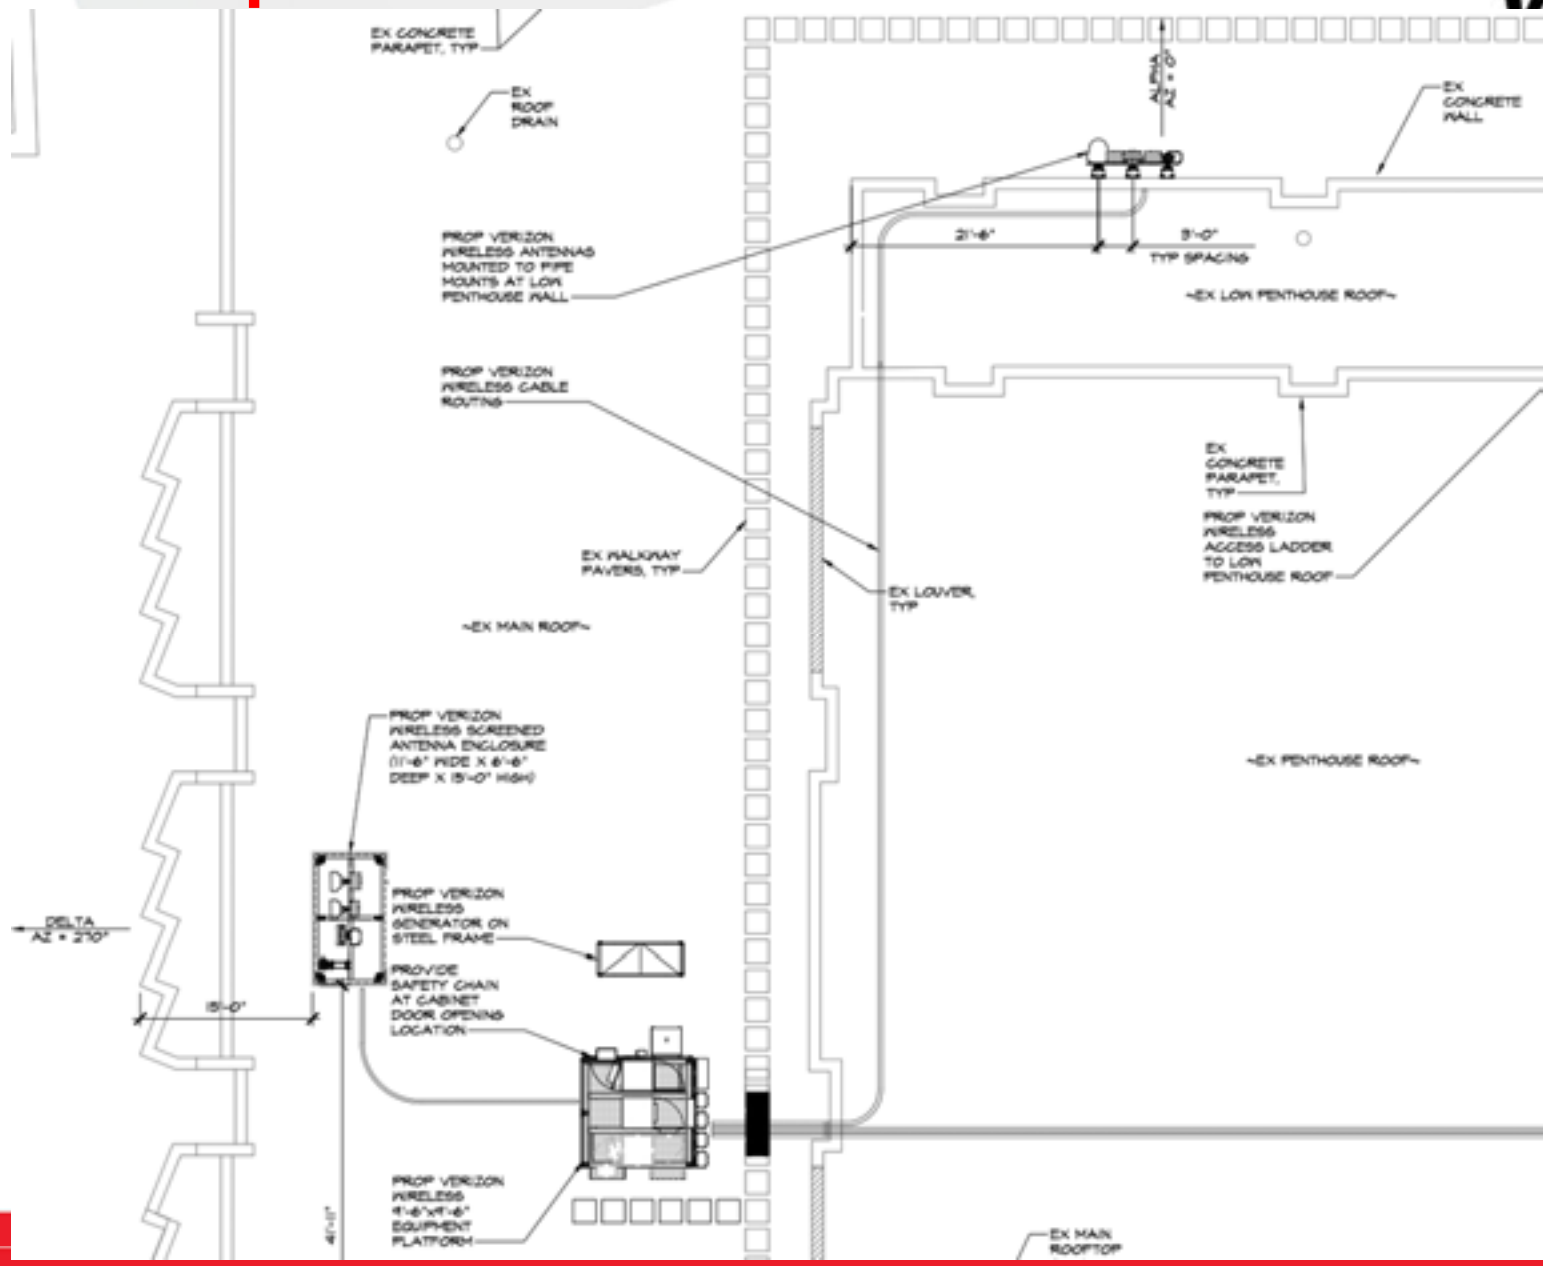 EX CONCRETE
PARAPET, TYP
EX
ROOF
DRAIN
ALPHA
AZ = 0°
EX
CONCRETE
WALL
PROP VERIZON
WIRELESS ANTENNAS
MOUNTED TO PIPE
MOUNTS AT LOW
PENTHOUSE WALL
21'-6"
3'-0"
TYP SPACING
~EX LOW PENTHOUSE ROOF~
PROP VERIZON
WIRELESS CABLE
ROUTING
EX
CONCRETE
PARAPET,
TYP
PROP VERIZON
WIRELESS
ACCESS LADDER
TO LOW
PENTHOUSE ROOF
EX WALKWAY
PAVERS, TYP
EX LOUVER,
TYP
~EX MAIN ROOF~
PROP VERIZON
WIRELESS SCREENED
ANTENNA ENCLOSURE
(11'-6" WIDE X 6'-6"
DEEP X 15'-0" HIGH)
~EX PENTHOUSE ROOF~
PROP VERIZON
WIRELESS
GENERATOR ON
STEEL FRAME
DELTA
AZ = 270°
PROVIDE
SAFETY CHAIN
AT CABINET
DOOR OPENING
LOCATION
15'-0"
PROP VERIZON
WIRELESS
9'-6"x9'-6"
EQUIPMENT
PLATFORM
41'-11"
EX MAIN
ROOFTOP